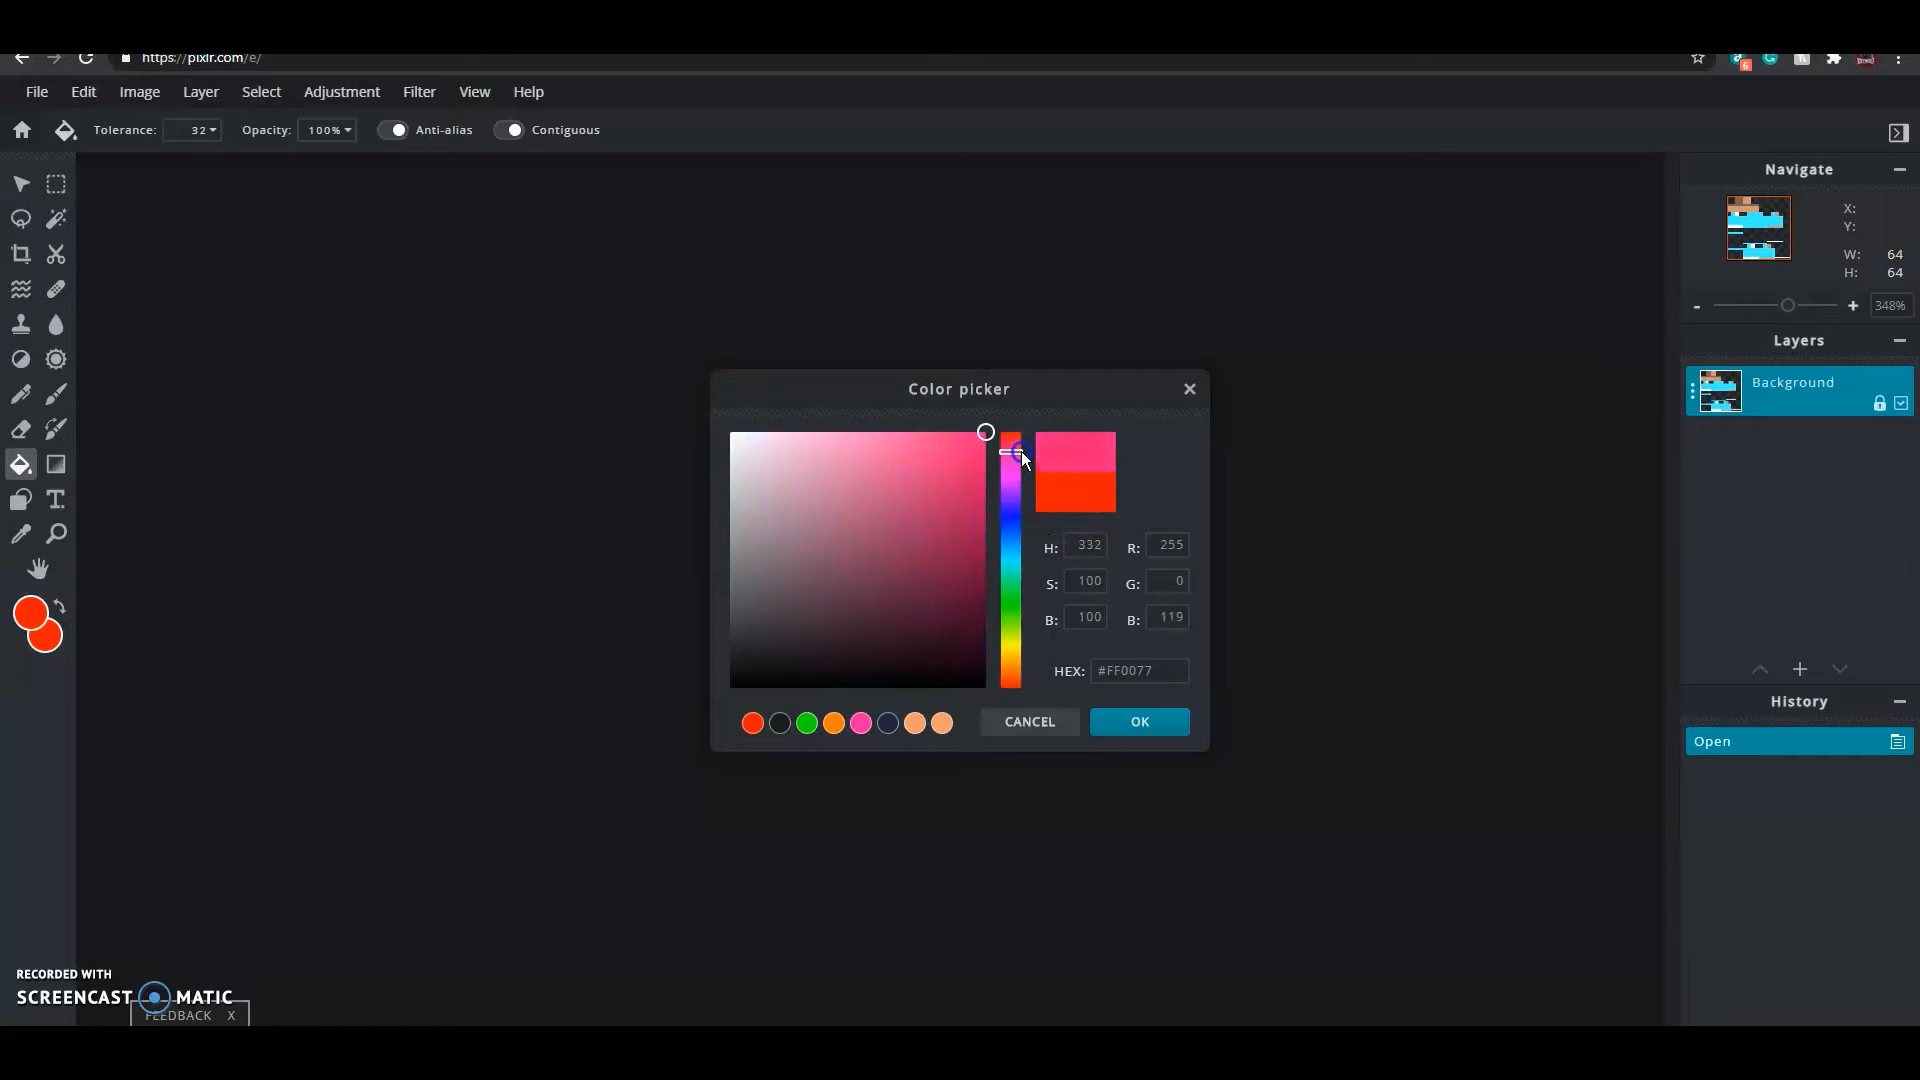 https://pixlr.com/e/
6
File Edit Image Layer Select Adjustment Filter View Help
Tolerance: 32 Opacity: 100% Anti-alias Contiguous
Navigate
X:
Y:
W: 64
H: 64
- + 348%
Layers
Background
Color picker
H: 332 R: 255
S: 100 G: 0
B: 100 B: 119
HEX: #FF0077
CANCEL OK
History
Open
RECORDED WITH
SCREENCAST MATIC
FEEDBACK X